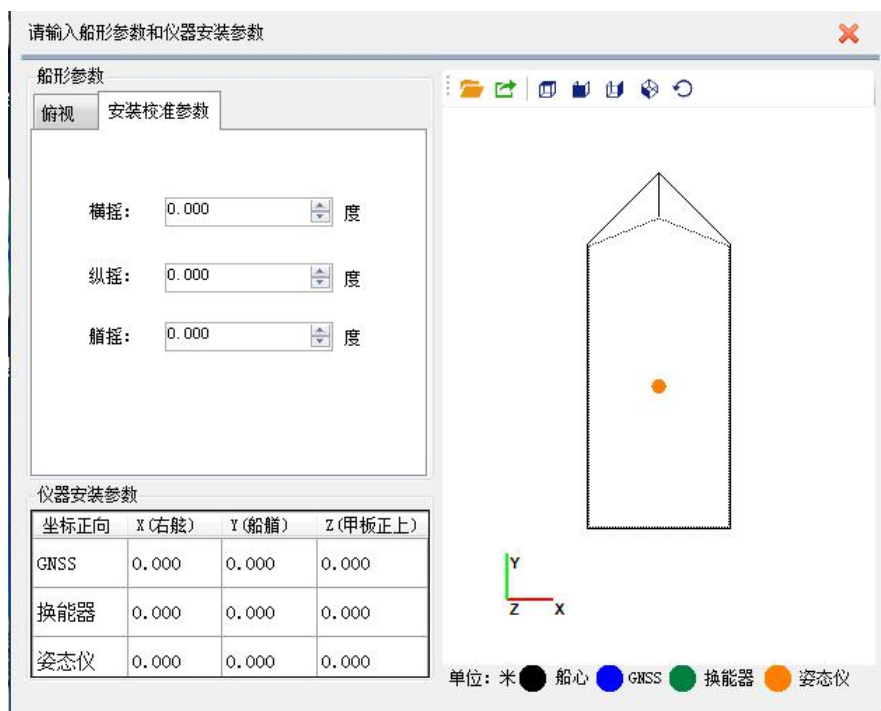 请输入船形参数和仪器安装参数
船形参数
俯视 安装校准参数
横摇： 0.000 度
纵摇： 0.000 度
艏摇： 0.000 度
仪器安装参数
坐标正向 X(右舷) Y(船艏) Z(甲板正上)
GNSS 0.000 0.000 0.000
换能器 0.000 0.000 0.000
姿态仪 0.000 0.000 0.000
Y
Z X
单位：米 船心 GNSS 换能器 姿态仪